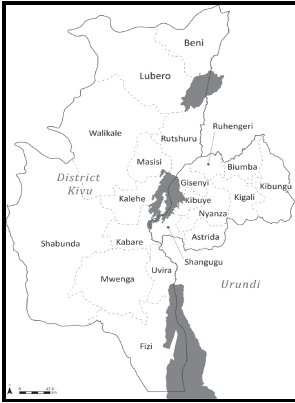 Beni
Lubero
Ruhengeri
Walikale
Rutshuru
Masisi
Biumba
District
Kivu
Gisenyi
Kibungu
Kalehe
Kibuye
Kigali
Nyanza
Shabunda
Kabare
Astrida
Shangugu
Uvira
Mwenga
Urundi
Fizi